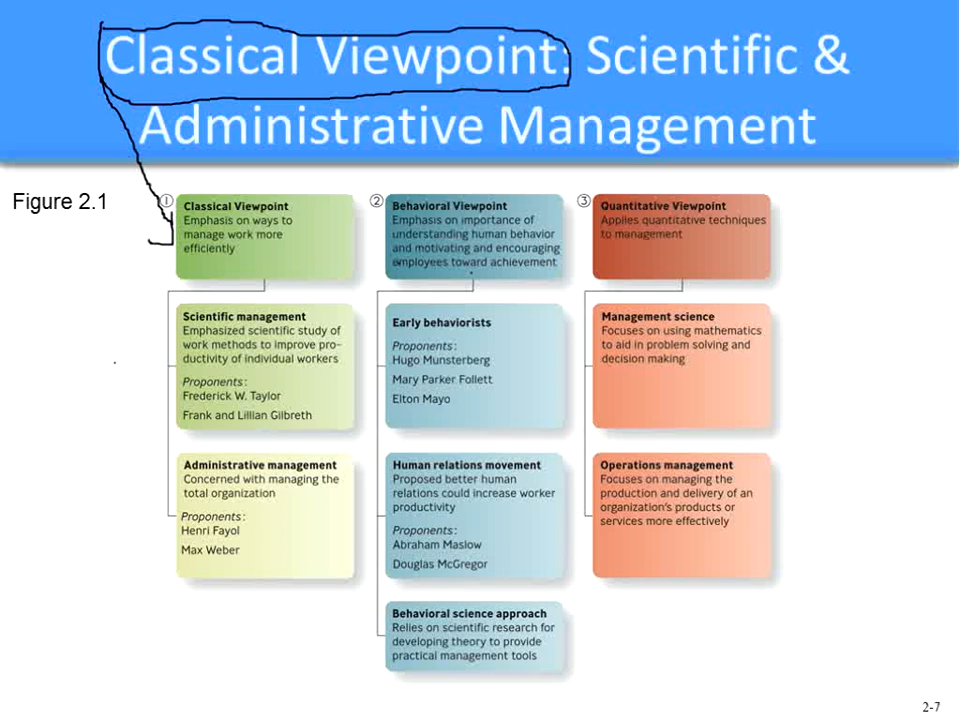 Classical Viewpoint: Scientific &
Administrative Management
Figure 2.1
①
Classical Viewpoint
Emphasis on ways to
manage work more
efficiently
Scientific management
Emphasized scientific study of
work methods to improve pro-
ductivity of individual workers
Proponents:
Frederick W. Taylor
Frank and Lillian Gilbreth
Administrative management
Concerned with managing the
total organization
Proponents:
Henri Fayol
Max Weber
②
Behavioral Viewpoint
Emphasis on importance of
understanding human behavior
and motivating and encouraging
employees toward achievement
Early behaviorists
Proponents:
Hugo Munsterberg
Mary Parker Follett
Elton Mayo
Human relations movement
Proposed better human
relations could increase worker
productivity
Proponents:
Abraham Maslow
Douglas McGregor
Behavioral science approach
Relies on scientific research for
developing theory to provide
practical management tools
③
Quantitative Viewpoint
Applies quantitative techniques
to management
Management science
Focuses on using mathematics
to aid in problem solving and
decision making
Operations management
Focuses on managing the
production and delivery of an
organization's products or
services more effectively
2-7